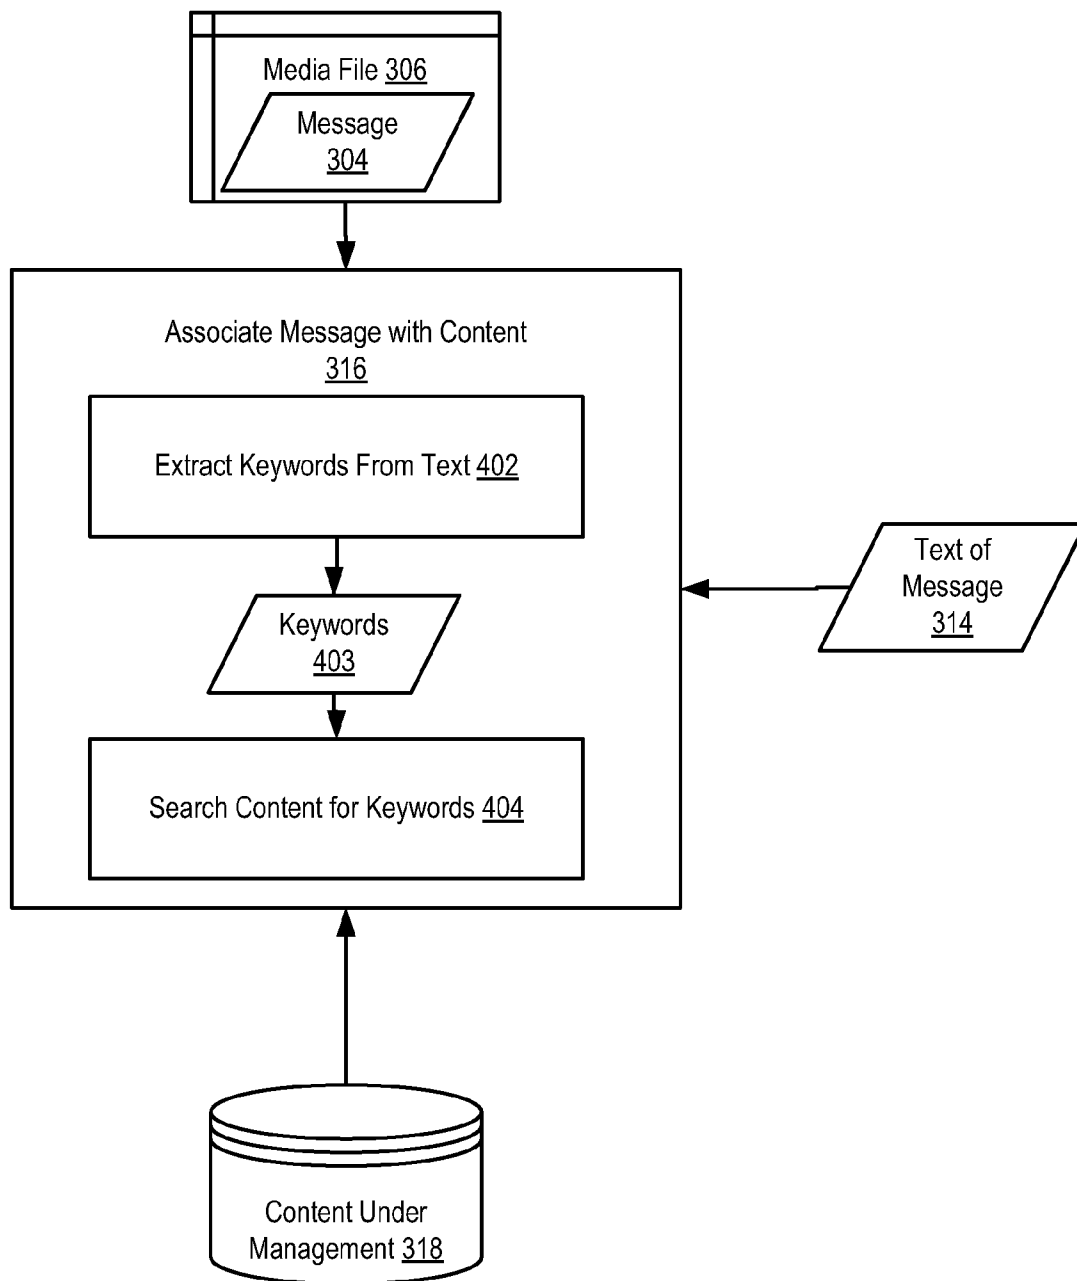 Media File 306
Message
304
Associate Message with Content
316
Extract Keywords From Text 402
Keywords
403
Text of
Message
314
Search Content for Keywords 404
Content Under
Management 318